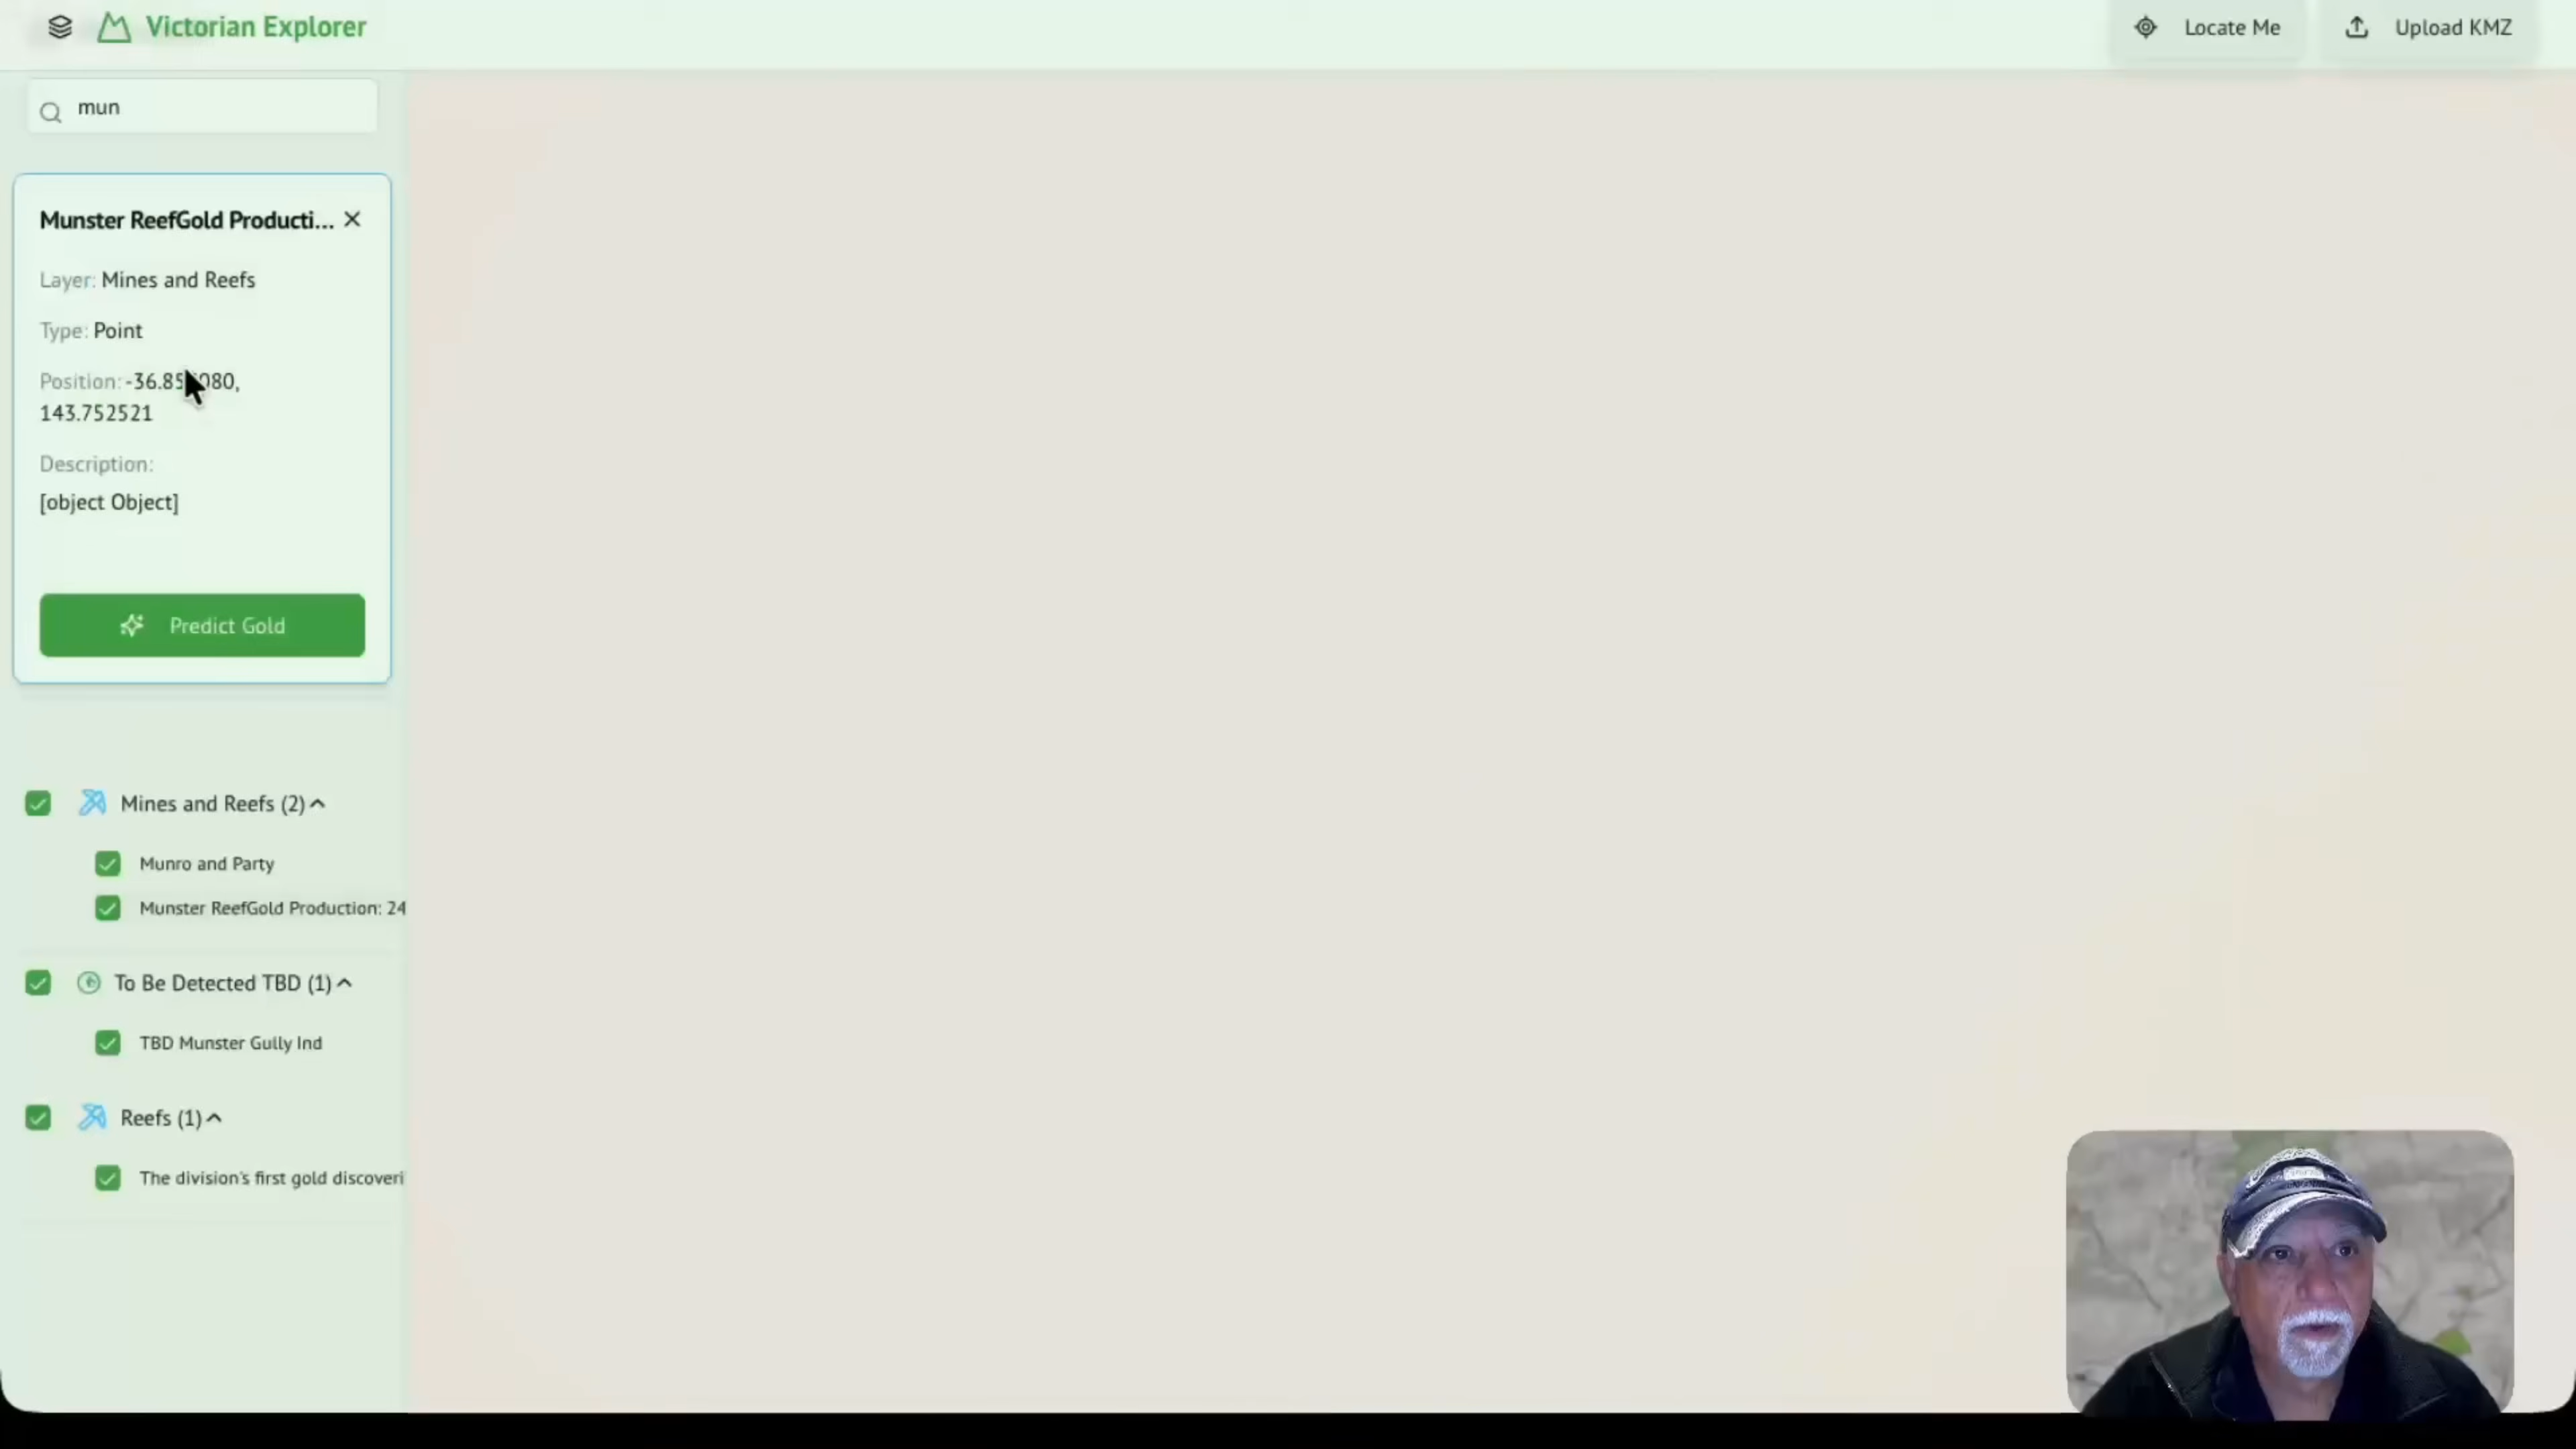 Victorian Explorer
Locate Me
Upload KMZ
mun
Munster ReefGold Producti...
Layer: Mines and Reefs
Type: Point
Position:
143.752521
Description:
[object Object]
Predict Gold
Mines and Reefs (2)
Munro and Party
Munster ReefGold Production: 24
To Be Detected TBD (1)
TBD Munster Gully Ind
Reefs (1)
The division's first gold discoveri